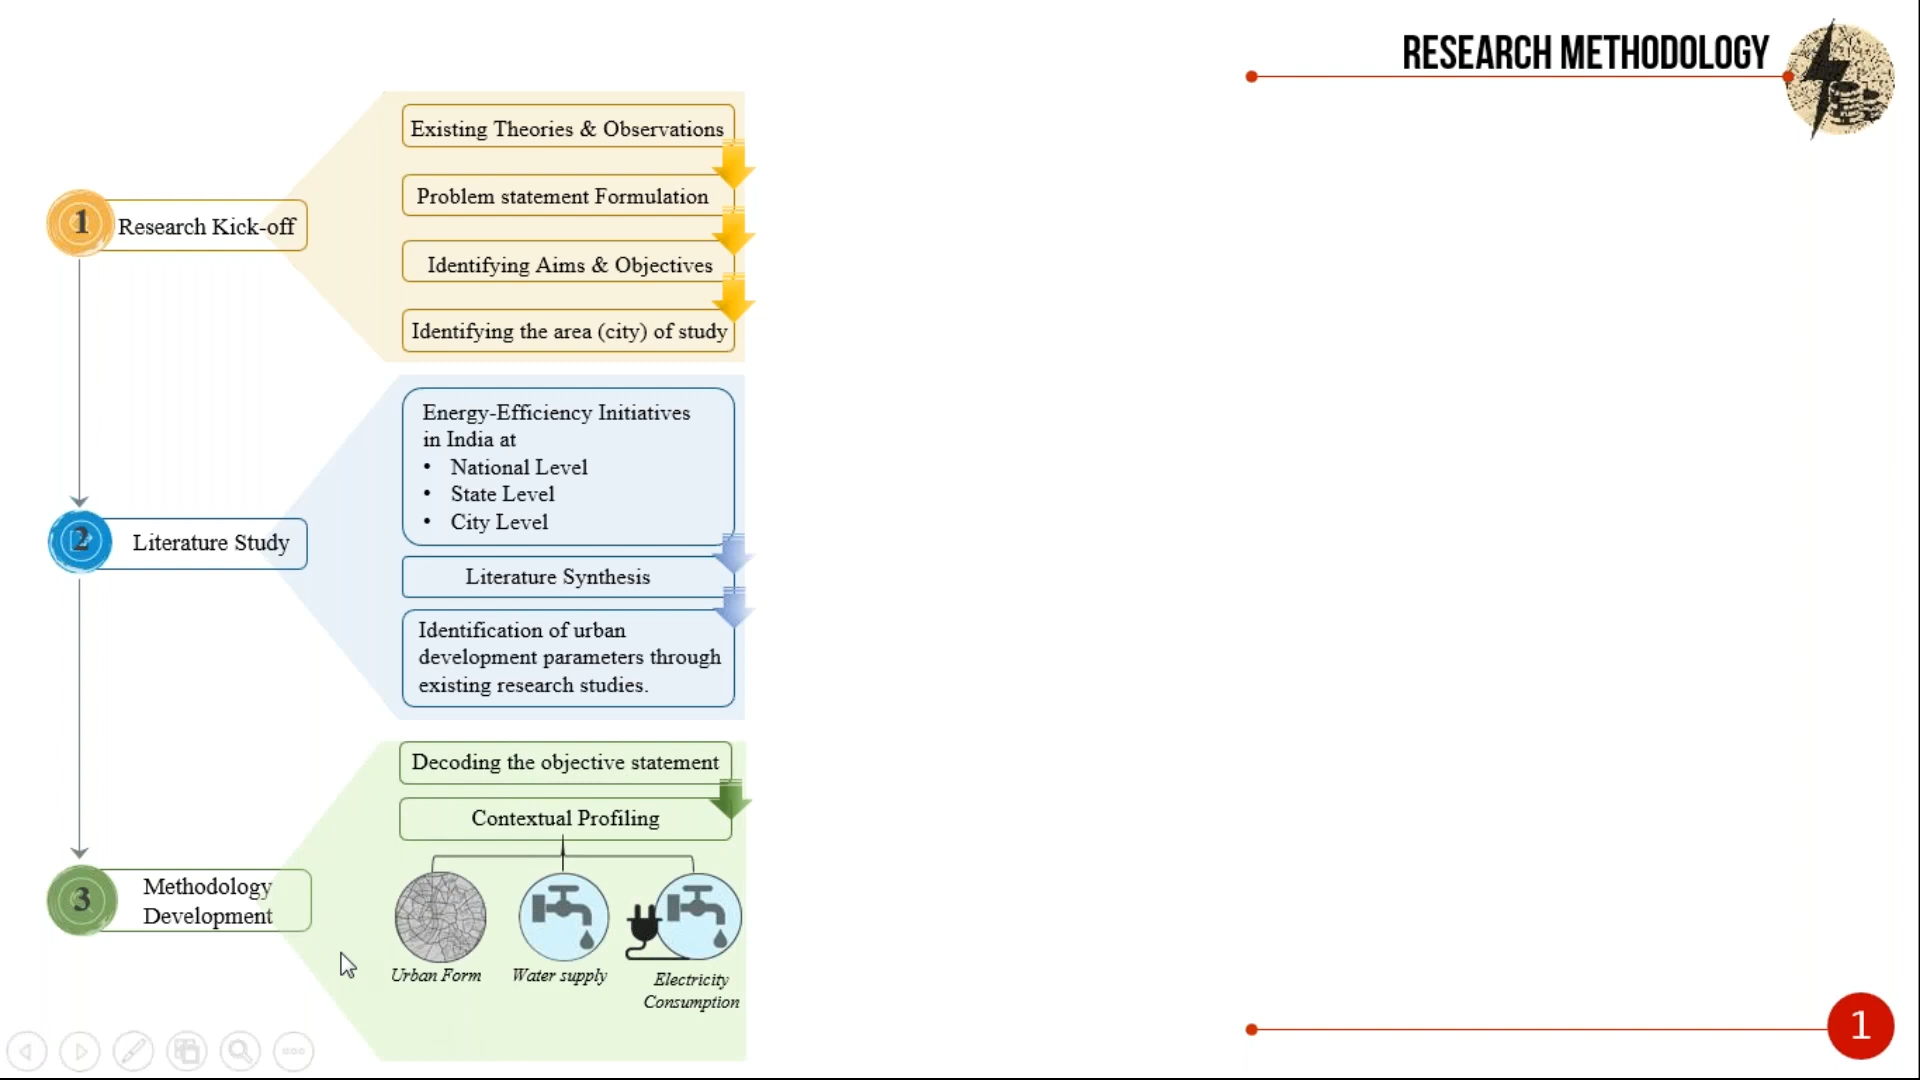 RESEARCH METHODOLOGY
1
Research Kick-off
Existing Theories & Observations
Problem statement Formulation
Identifying Aims & Objectives
Identifying the area (city) of study
2
Literature Study
Energy-Efficiency Initiatives
in India at
• National Level
• State Level
• City Level
Literature Synthesis
Identification of urban
development parameters through
existing research studies.
3
Methodology
Development
Decoding the objective statement
Contextual Profiling
Urban Form
Water supply
Electricity
Consumption
1